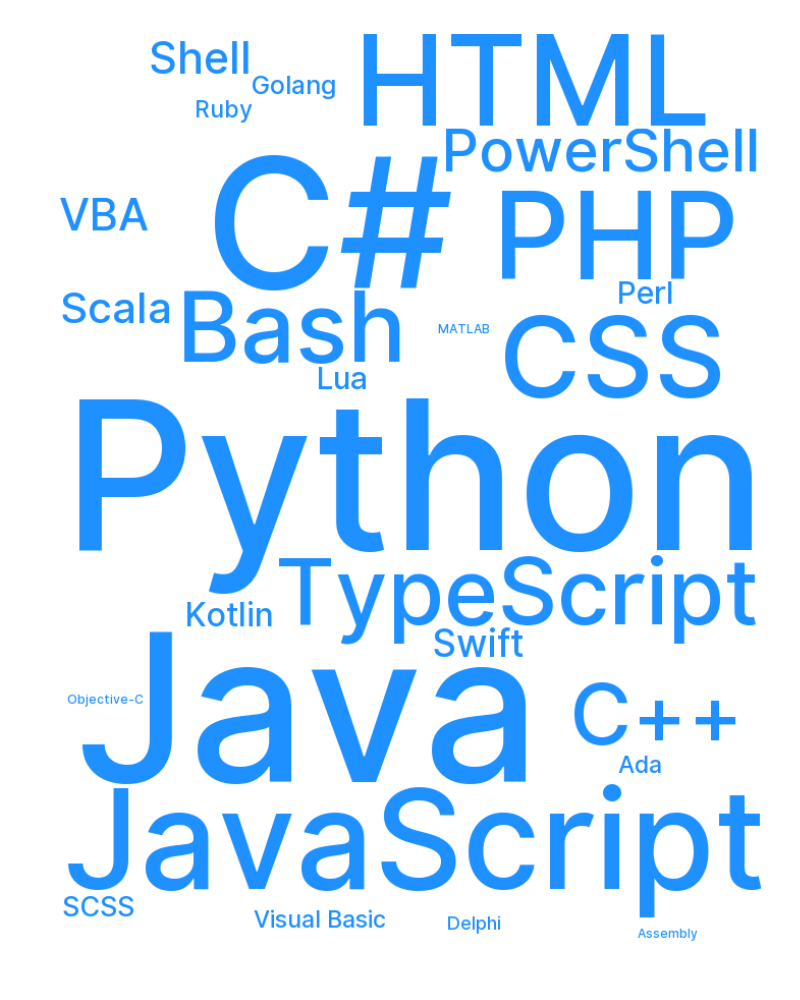 Shell
HTML
Golang
Ruby
PowerShell
C#
VBA
PHP
Perl
Scala
Bash
MATLAB
CSS
Lua
Python
TypeScript
Kotlin
Swift
Java
Objective-C
C++
Ada
JavaScript
SCSS
Visual Basic
Delphi
Assembly